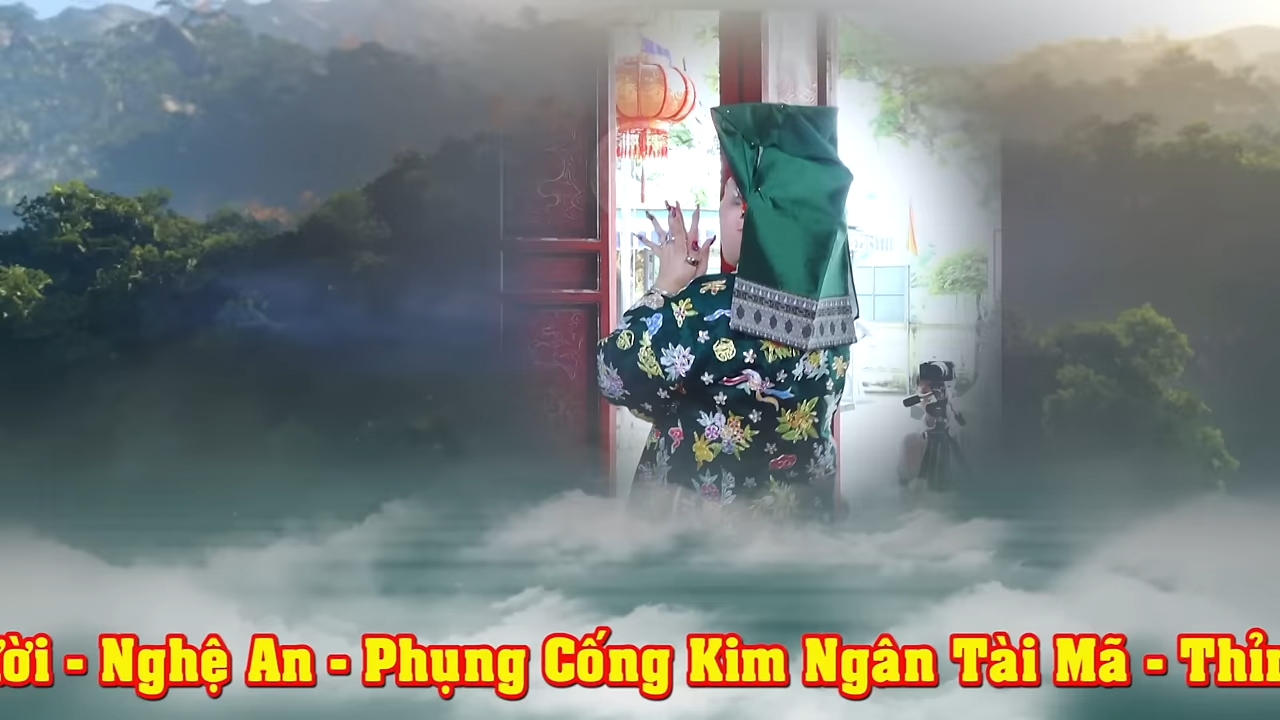 - Nghệ An - Phụng Cống Kim Ngân Tài Mã -